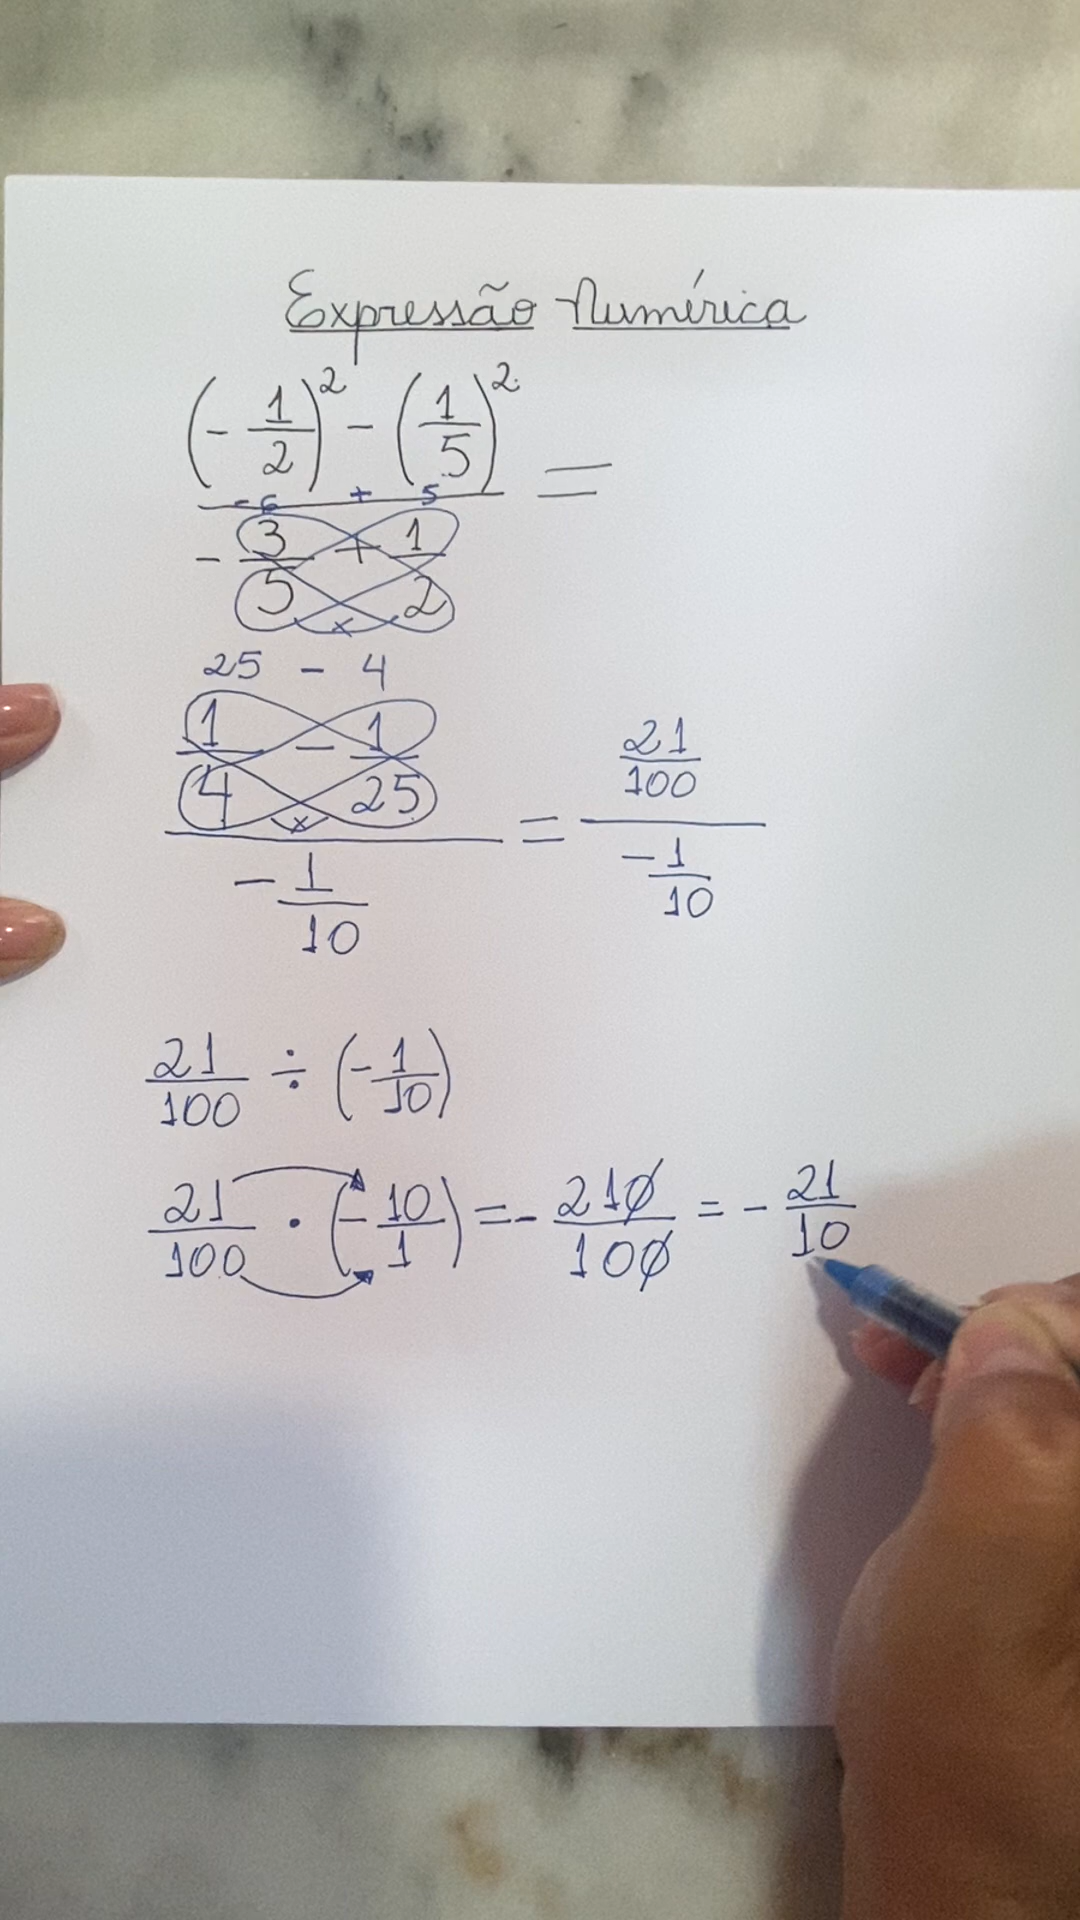 Expressão Numérica
(-1/2)² - (1/5)² =
-6 + 5
-3/5 + 1/2
x
25 - 4
1/4 - 1/25 = 21/100
x
-1/10 -1/10
21/100 ÷ (-1/10)
21/100 · (-10/1) = -210/100 = -21/10